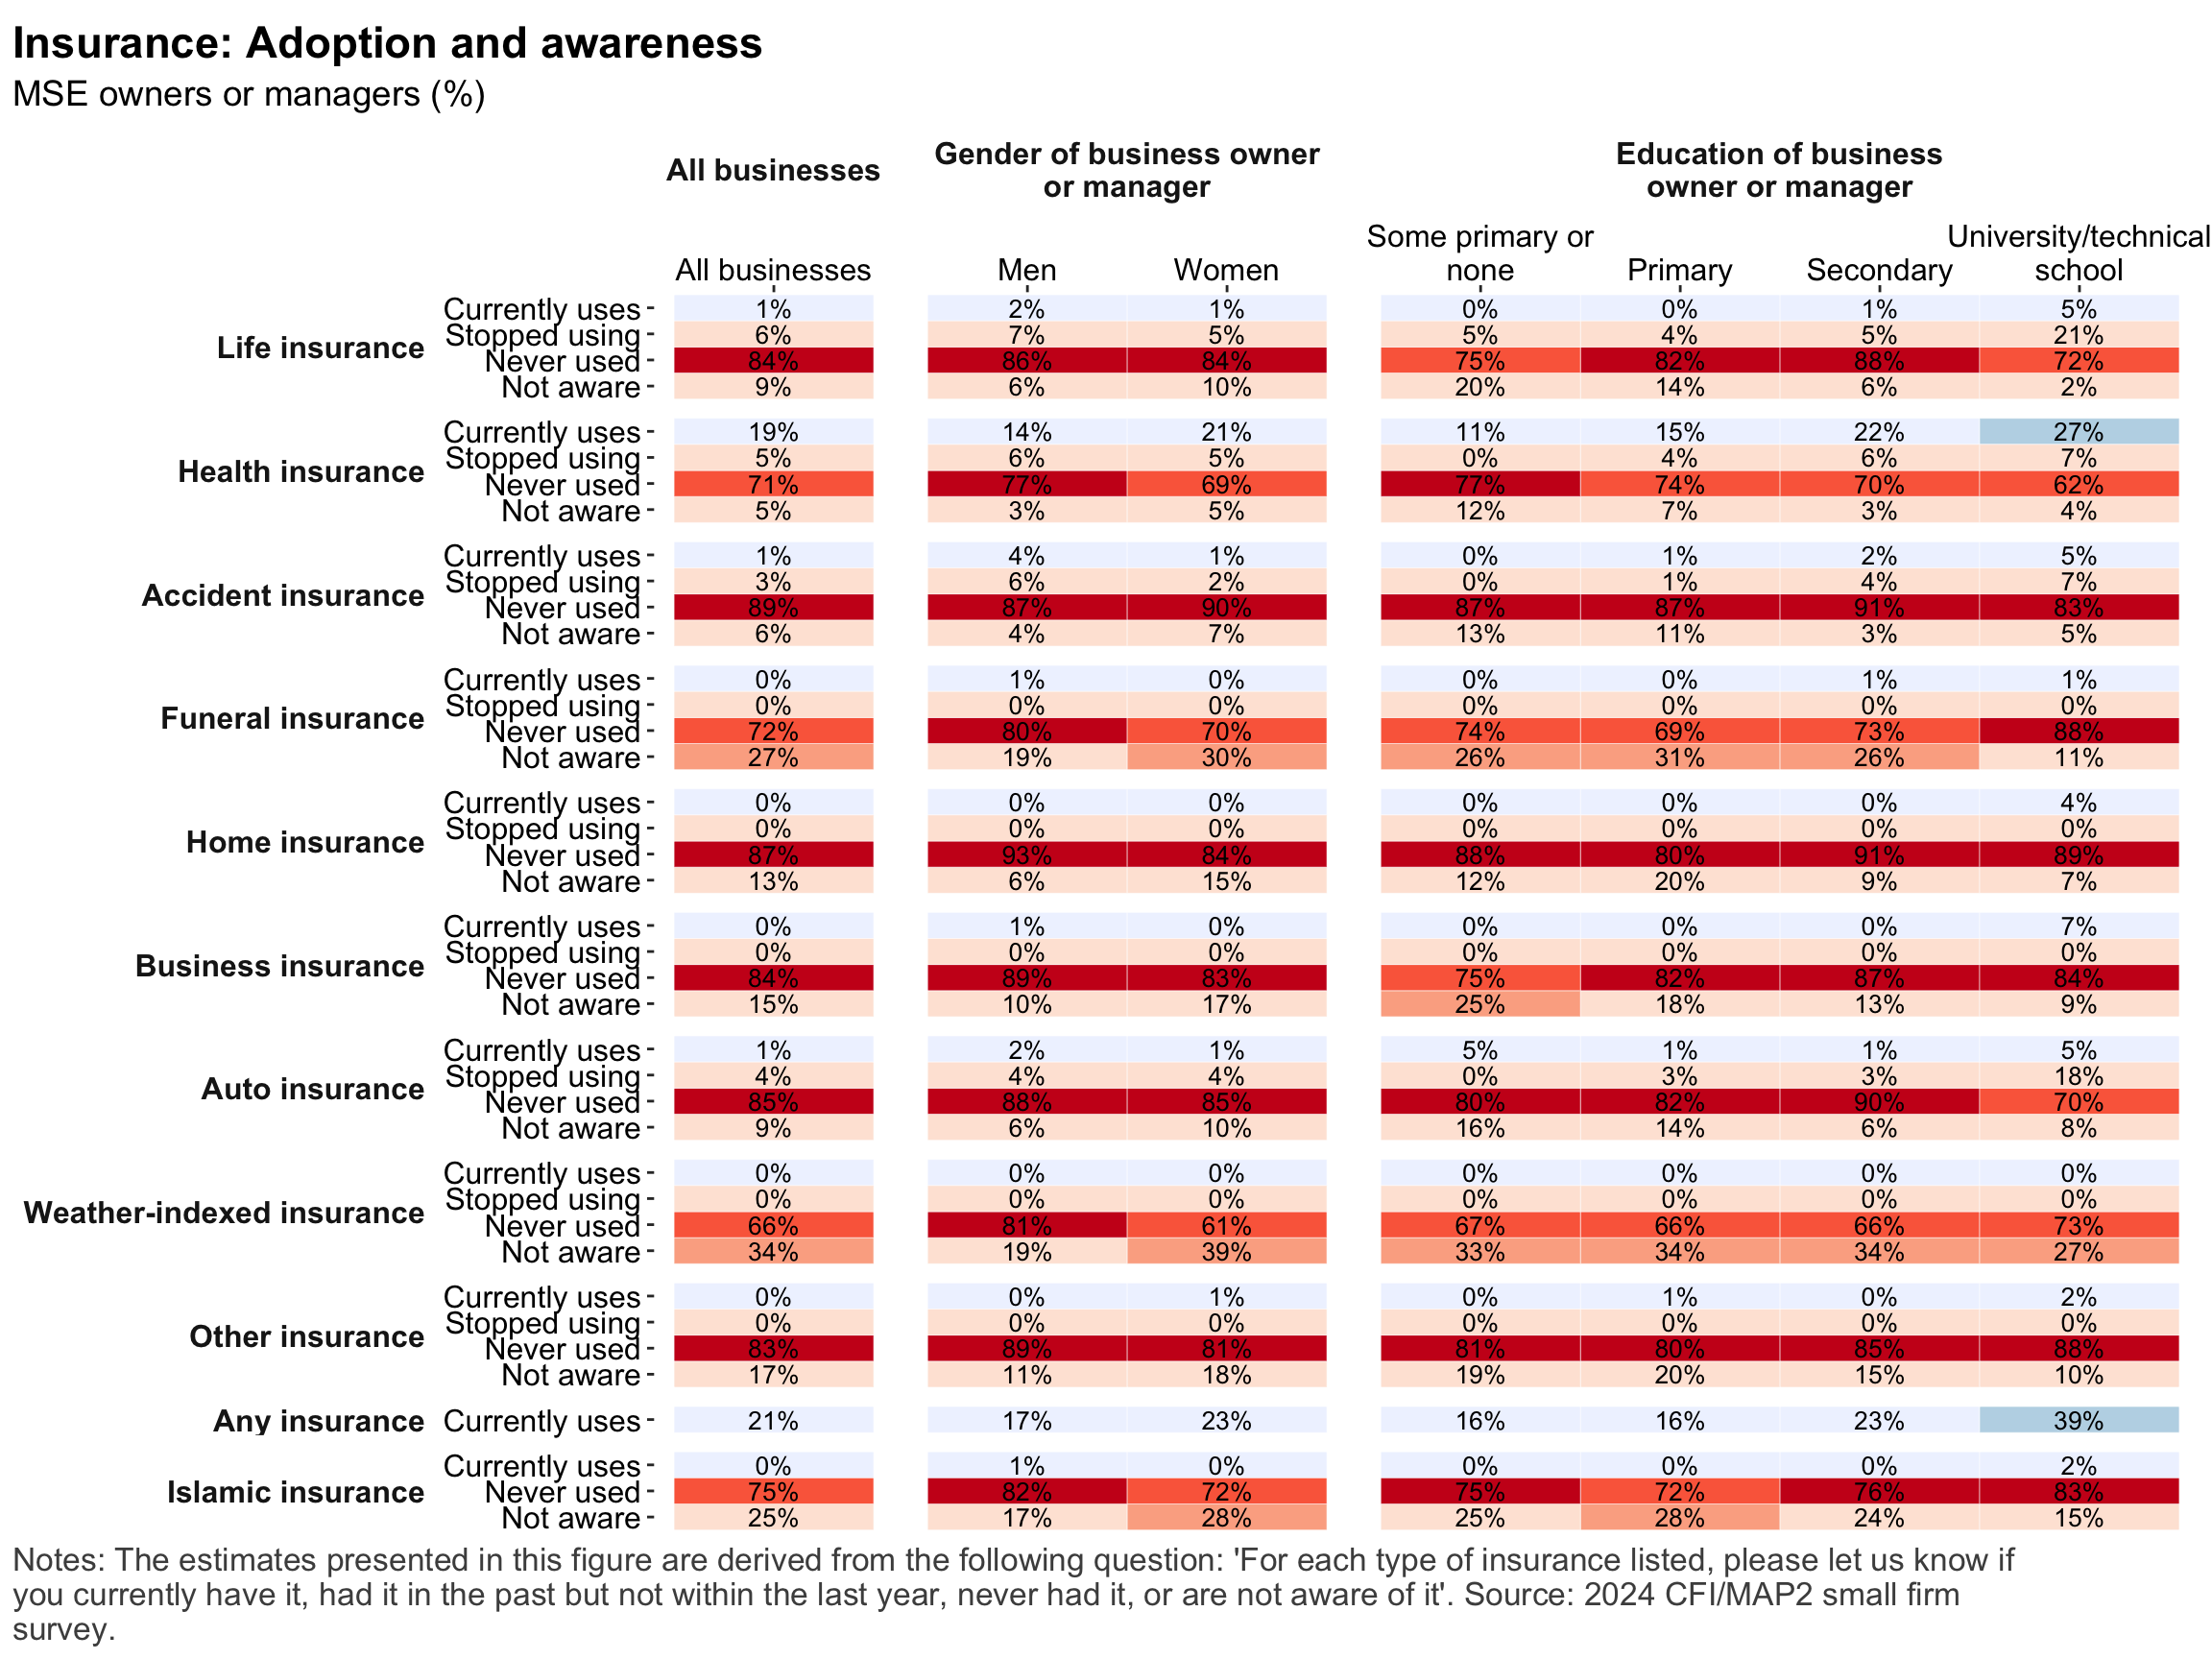 Insurance: Adoption and awareness
MSE owners or managers (%)
All businesses
Gender of business owner
or manager
Education of business
owner or manager
All businesses Men Women Some primary or none Primary Secondary University/technical school
Life insurance
Currently uses 1% 2% 1% 0% 0% 1% 5%
Stopped using 6% 7% 5% 5% 4% 5% 21%
Never used 84% 86% 84% 75% 82% 88% 72%
Not aware 9% 6% 10% 20% 14% 6% 2%
Health insurance
Currently uses 19% 14% 21% 11% 15% 22% 27%
Stopped using 5% 6% 5% 0% 4% 6% 7%
Never used 71% 77% 69% 77% 74% 70% 62%
Not aware 5% 3% 5% 12% 7% 3% 4%
Accident insurance
Currently uses 1% 4% 1% 0% 1% 2% 5%
Stopped using 3% 6% 2% 0% 1% 4% 7%
Never used 89% 87% 90% 87% 87% 91% 83%
Not aware 6% 4% 7% 13% 11% 3% 5%
Funeral insurance
Currently uses 0% 1% 0% 0% 0% 1% 1%
Stopped using 0% 0% 0% 0% 0% 0% 0%
Never used 72% 80% 70% 74% 69% 73% 88%
Not aware 27% 19% 30% 26% 31% 26% 11%
Home insurance
Currently uses 0% 0% 0% 0% 0% 0% 4%
Stopped using 0% 0% 0% 0% 0% 0% 0%
Never used 87% 93% 84% 88% 80% 91% 89%
Not aware 13% 6% 15% 12% 20% 9% 7%
Business insurance
Currently uses 0% 1% 0% 0% 0% 0% 7%
Stopped using 0% 0% 0% 0% 0% 0% 0%
Never used 84% 89% 83% 75% 82% 87% 84%
Not aware 15% 10% 17% 25% 18% 13% 9%
Auto insurance
Currently uses 1% 2% 1% 5% 1% 1% 5%
Stopped using 4% 4% 4% 0% 3% 3% 18%
Never used 85% 88% 85% 80% 82% 90% 70%
Not aware 9% 6% 10% 16% 14% 6% 8%
Weather-indexed insurance
Currently uses 0% 0% 0% 0% 0% 0% 0%
Stopped using 0% 0% 0% 0% 0% 0% 0%
Never used 66% 81% 61% 67% 66% 66% 73%
Not aware 34% 19% 39% 33% 34% 34% 27%
Other insurance
Currently uses 0% 0% 1% 0% 1% 0% 2%
Stopped using 0% 0% 0% 0% 0% 0% 0%
Never used 83% 89% 81% 81% 80% 85% 88%
Not aware 17% 11% 18% 19% 20% 15% 10%
Any insurance
Currently uses 21% 17% 23% 16% 16% 23% 39%
Islamic insurance
Currently uses 0% 1% 0% 0% 0% 0% 2%
Never used 75% 82% 72% 75% 72% 76% 83%
Not aware 25% 17% 28% 25% 28% 24% 15%
Notes: The estimates presented in this figure are derived from the following question: 'For each type of insurance listed, please let us know if
you currently have it, had it in the past but not within the last year, never had it, or are not aware of it'. Source: 2024 CFI/MAP2 small firm
survey.